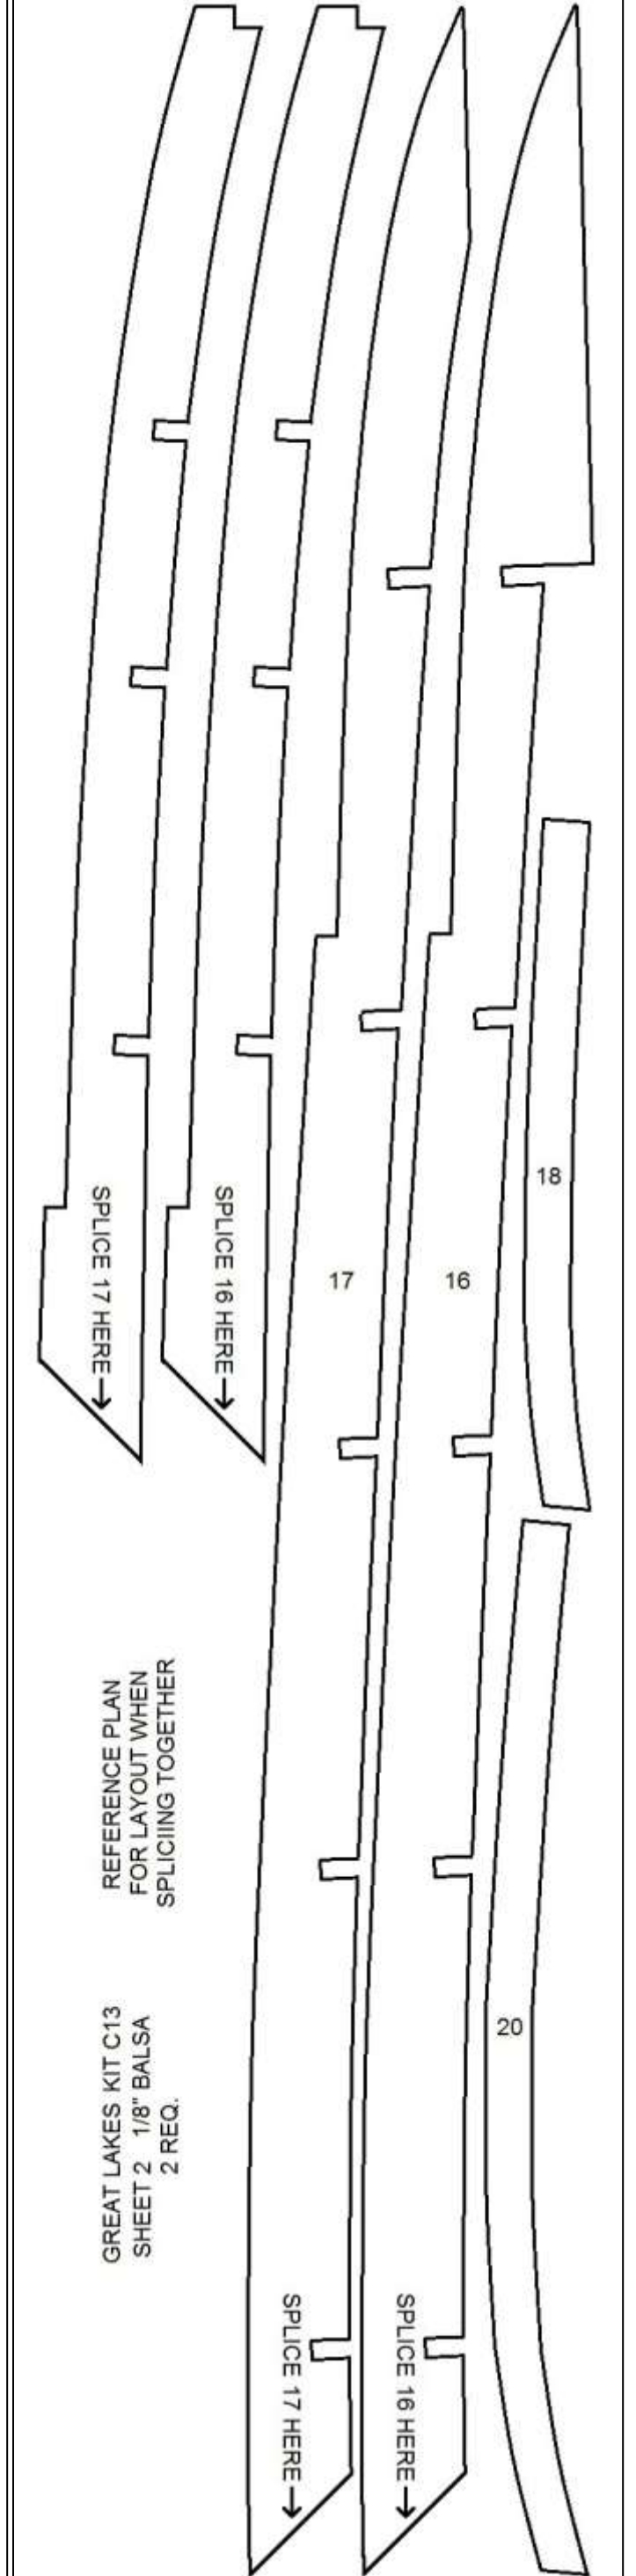 SPLICE 17 HERE→
SPLICE 16 HERE→
17
16
18
REFERENCE PLAN
FOR LAYOUT WHEN
SPLICIING TOGETHER
GREAT LAKES KIT C13
SHEET 2 1/8" BALSA
2 REQ.
20
SPLICE 17 HERE→
SPLICE 16 HERE→